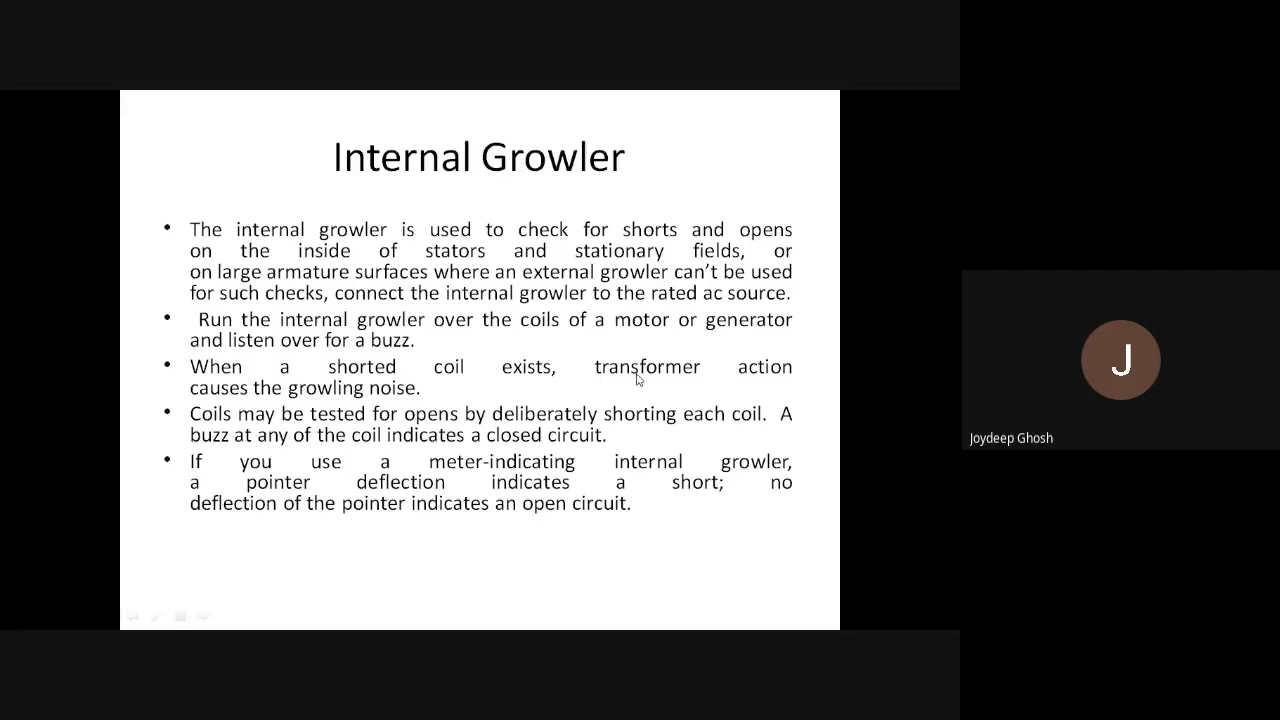 Internal Growler
• The internal growler is used to check for shorts and opens
on the inside of stators and stationary fields, or
on large armature surfaces where an external growler can’t be used
for such checks, connect the internal growler to the rated ac source.
• Run the internal growler over the coils of a motor or generator
and listen over for a buzz.
• When a shorted coil exists, transformer action
causes the growling noise.
• Coils may be tested for opens by deliberately shorting each coil. A
buzz at any of the coil indicates a closed circuit.
• If you use a meter-indicating internal growler,
a pointer deflection indicates a short; no
deflection of the pointer indicates an open circuit.
J
Joydeep Ghosh